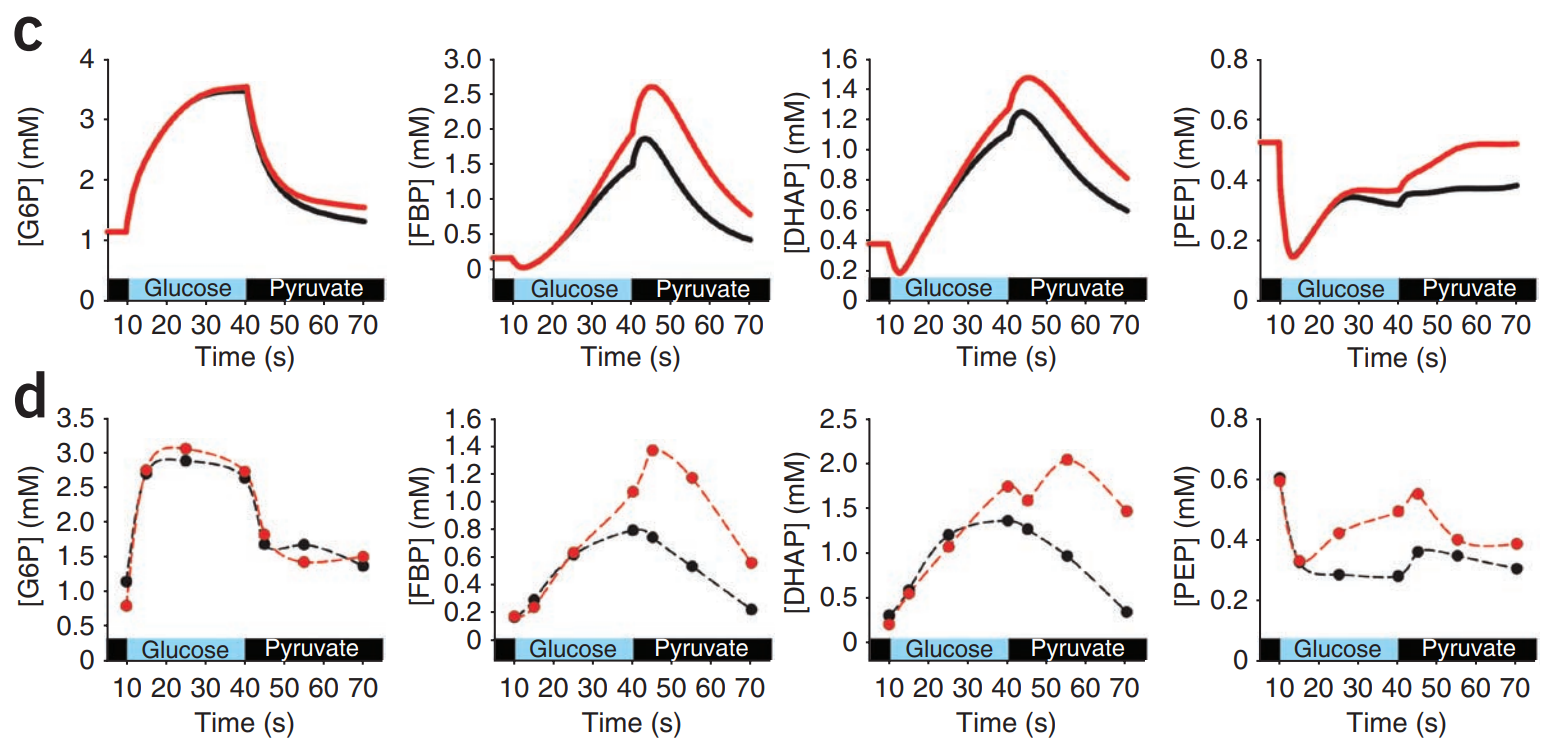 c
[G6P] (mM)
4
3
2
1
0
Glucose Pyruvate
10 20 30 40 50 60 70
Time (s)
[FBP] (mM)
3.0
2.5
2.0
1.5
1.0
0.5
0
Glucose Pyruvate
10 20 30 40 50 60 70
Time (s)
[DHAP] (mM)
1.6
1.4
1.2
1.0
0.8
0.6
0.4
0.2
0
Glucose Pyruvate
10 20 30 40 50 60 70
Time (s)
[PEP] (mM)
0.8
0.6
0.4
0.2
0
Glucose Pyruvate
10 20 30 40 50 60 70
Time (s)
d
[G6P] (mM)
3.5
3.0
2.5
2.0
1.5
1.0
0.5
0
Glucose Pyruvate
10 20 30 40 50 60 70
Time (s)
[FBP] (mM)
1.6
1.4
1.2
1.0
0.8
0.6
0.4
0.2
0
Glucose Pyruvate
10 20 30 40 50 60 70
Time (s)
[DHAP] (mM)
2.5
2.0
1.5
1.0
0.5
0
Glucose Pyruvate
10 20 30 40 50 60 70
Time (s)
[PEP] (mM)
0.8
0.6
0.4
0.2
0
Glucose Pyruvate
10 20 30 40 50 60 70
Time (s)